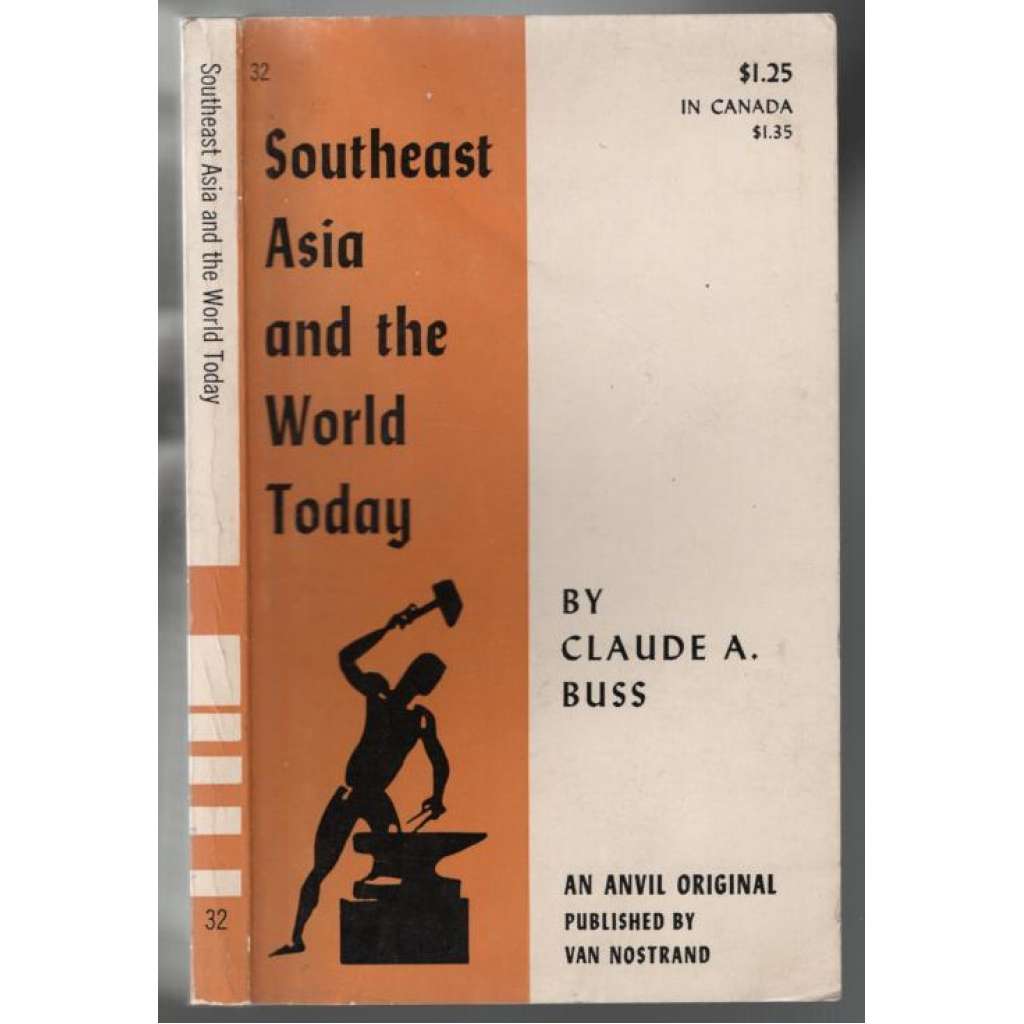 Southeast Asia and the World Today
32
32
$1.25
IN CANADA
$1.35
Southeast
Asia
and the
World
Today
BY
CLAUDE A.
BUSS
AN ANVIL ORIGINAL
PUBLISHED BY
VAN NOSTRAND